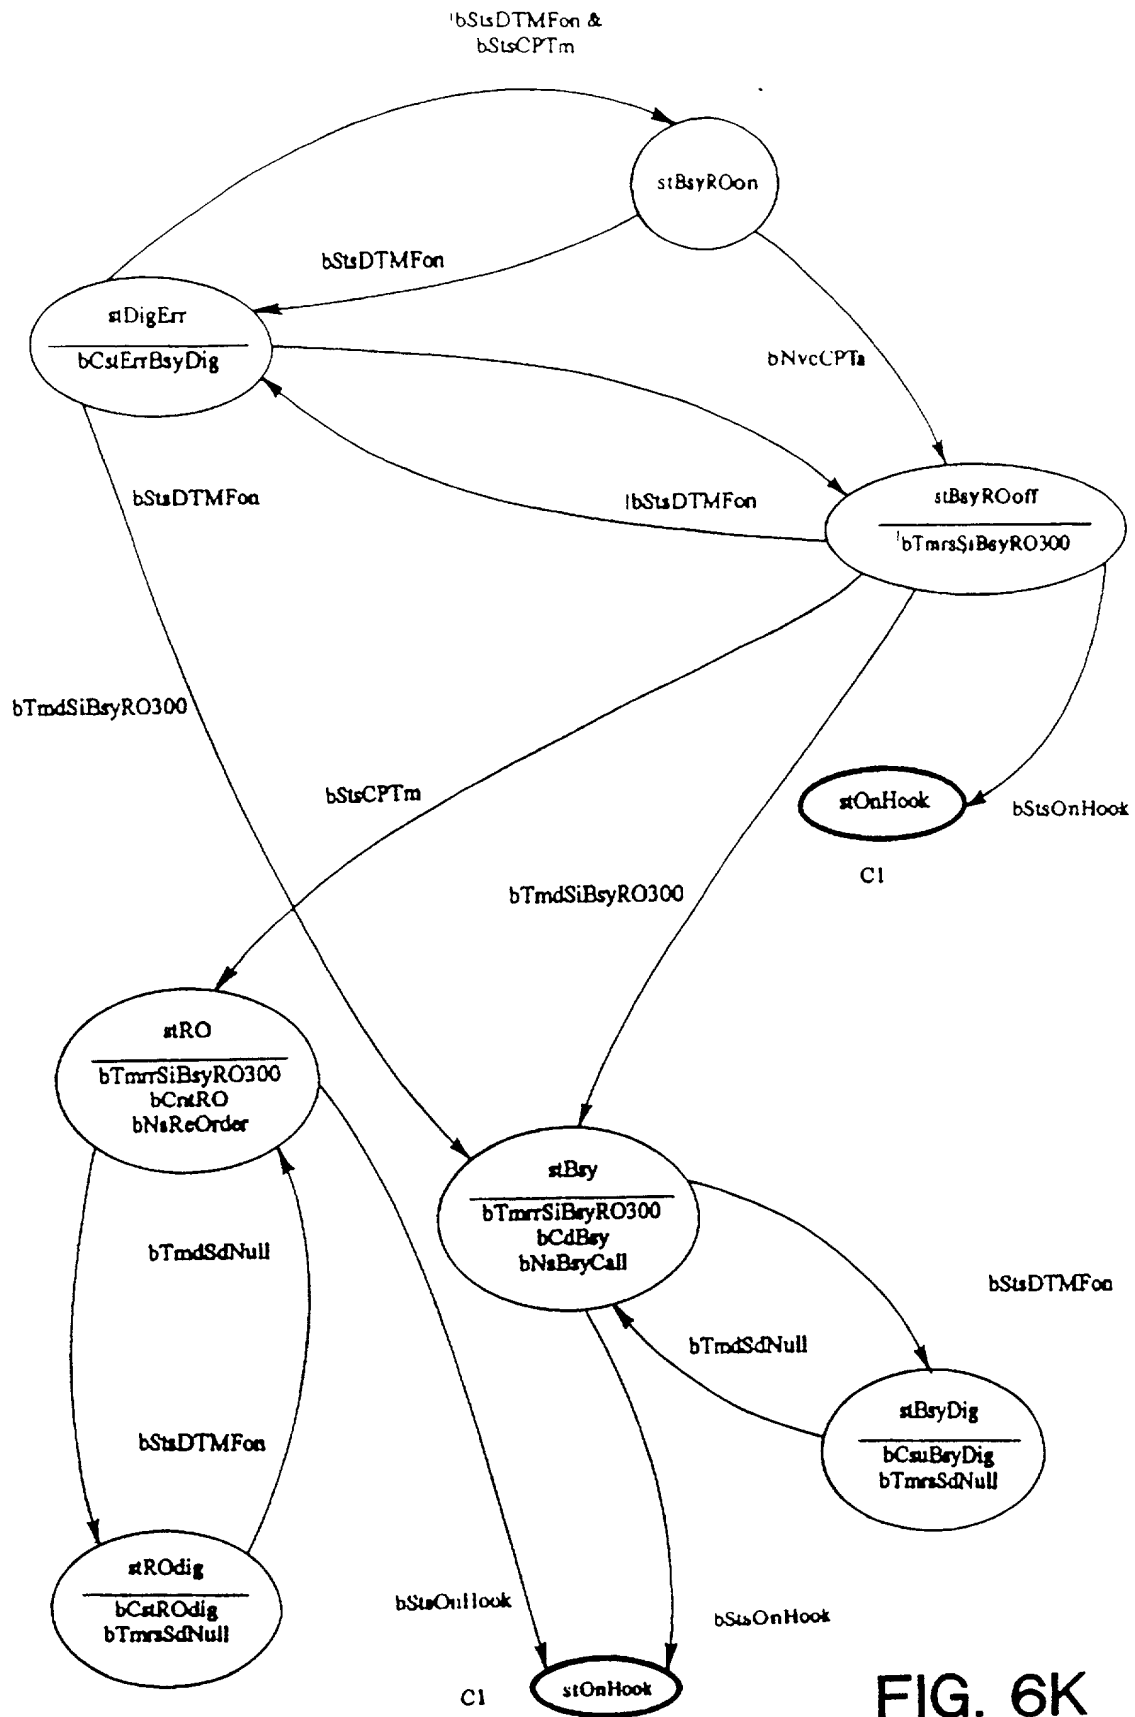 !bStsDTMFon &
bStsCPTm
stBsyROon
bStsDTMFon
stDigErr
bCstErrBsyDig
bNvcCPTa
bStsDTMFon
!bStsDTMFon
stBsyROoff
!bTmrsSiBsyRO300
bTmdSiBsyRO300
bStsCPTm
stOnHook
bStsOnHook
C1
bTmdSiBsyRO300
stRO
bTmrrSiBsyRO300
bCntRO
bNsReOrder
stBsy
bTmrrSiBsyRO300
bCdBsy
bNsBsyCall
bTmdSdNull
bStsDTMFon
bTmdSdNull
stBsyDig
bCsuBsyDig
bTmrsSdNull
bStsDTMFon
stROdig
bCstROdig
bTmrsSdNull
bStsOnHook
bStsOnHook
C1
stOnHook
FIG. 6K